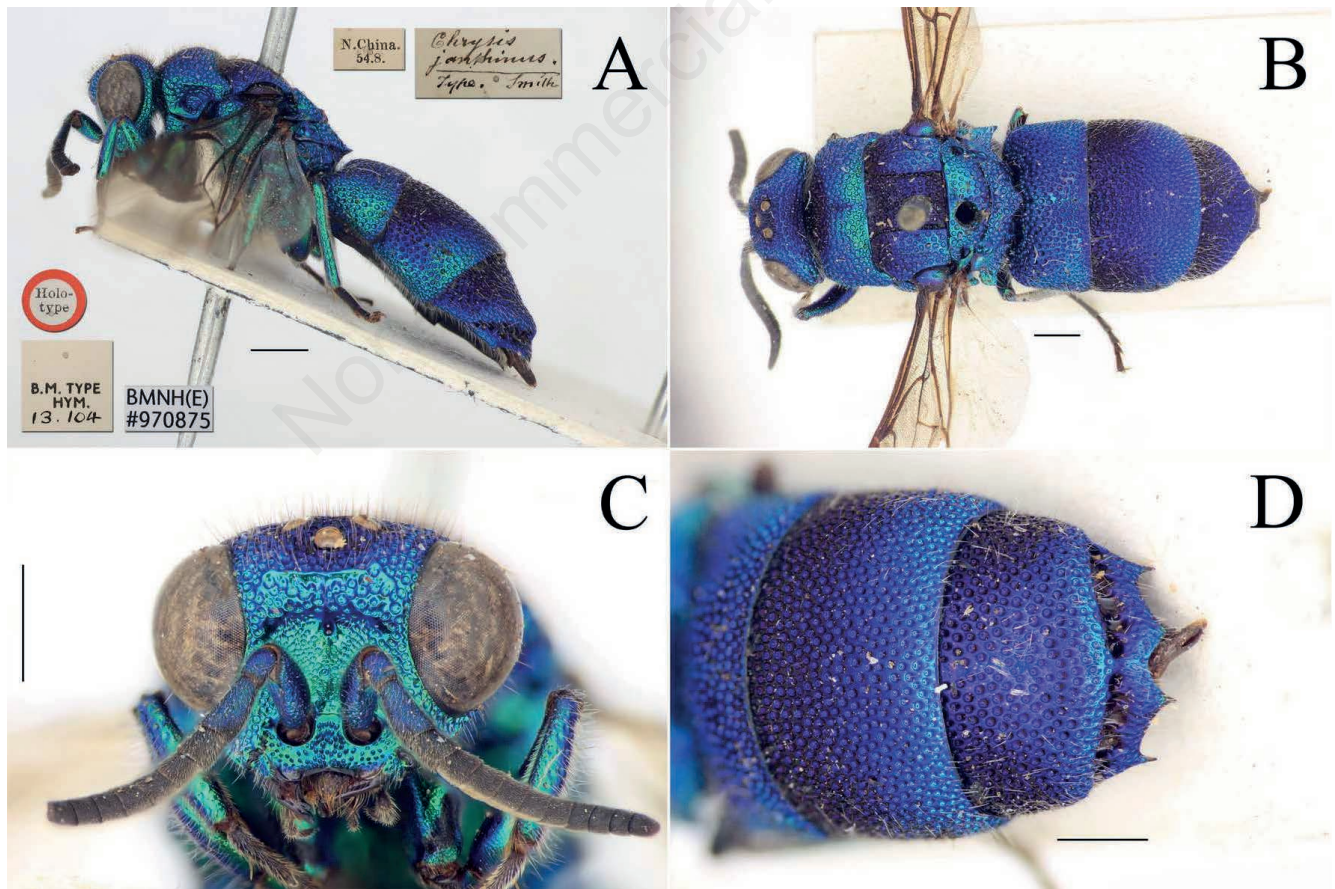 N.China.
54.8.
Chrysis
janthinus.
Type. Smith
A
B
Holo-
type
B.M. TYPE
HYM.
13.104
BMNH(E)
#970875
C
D